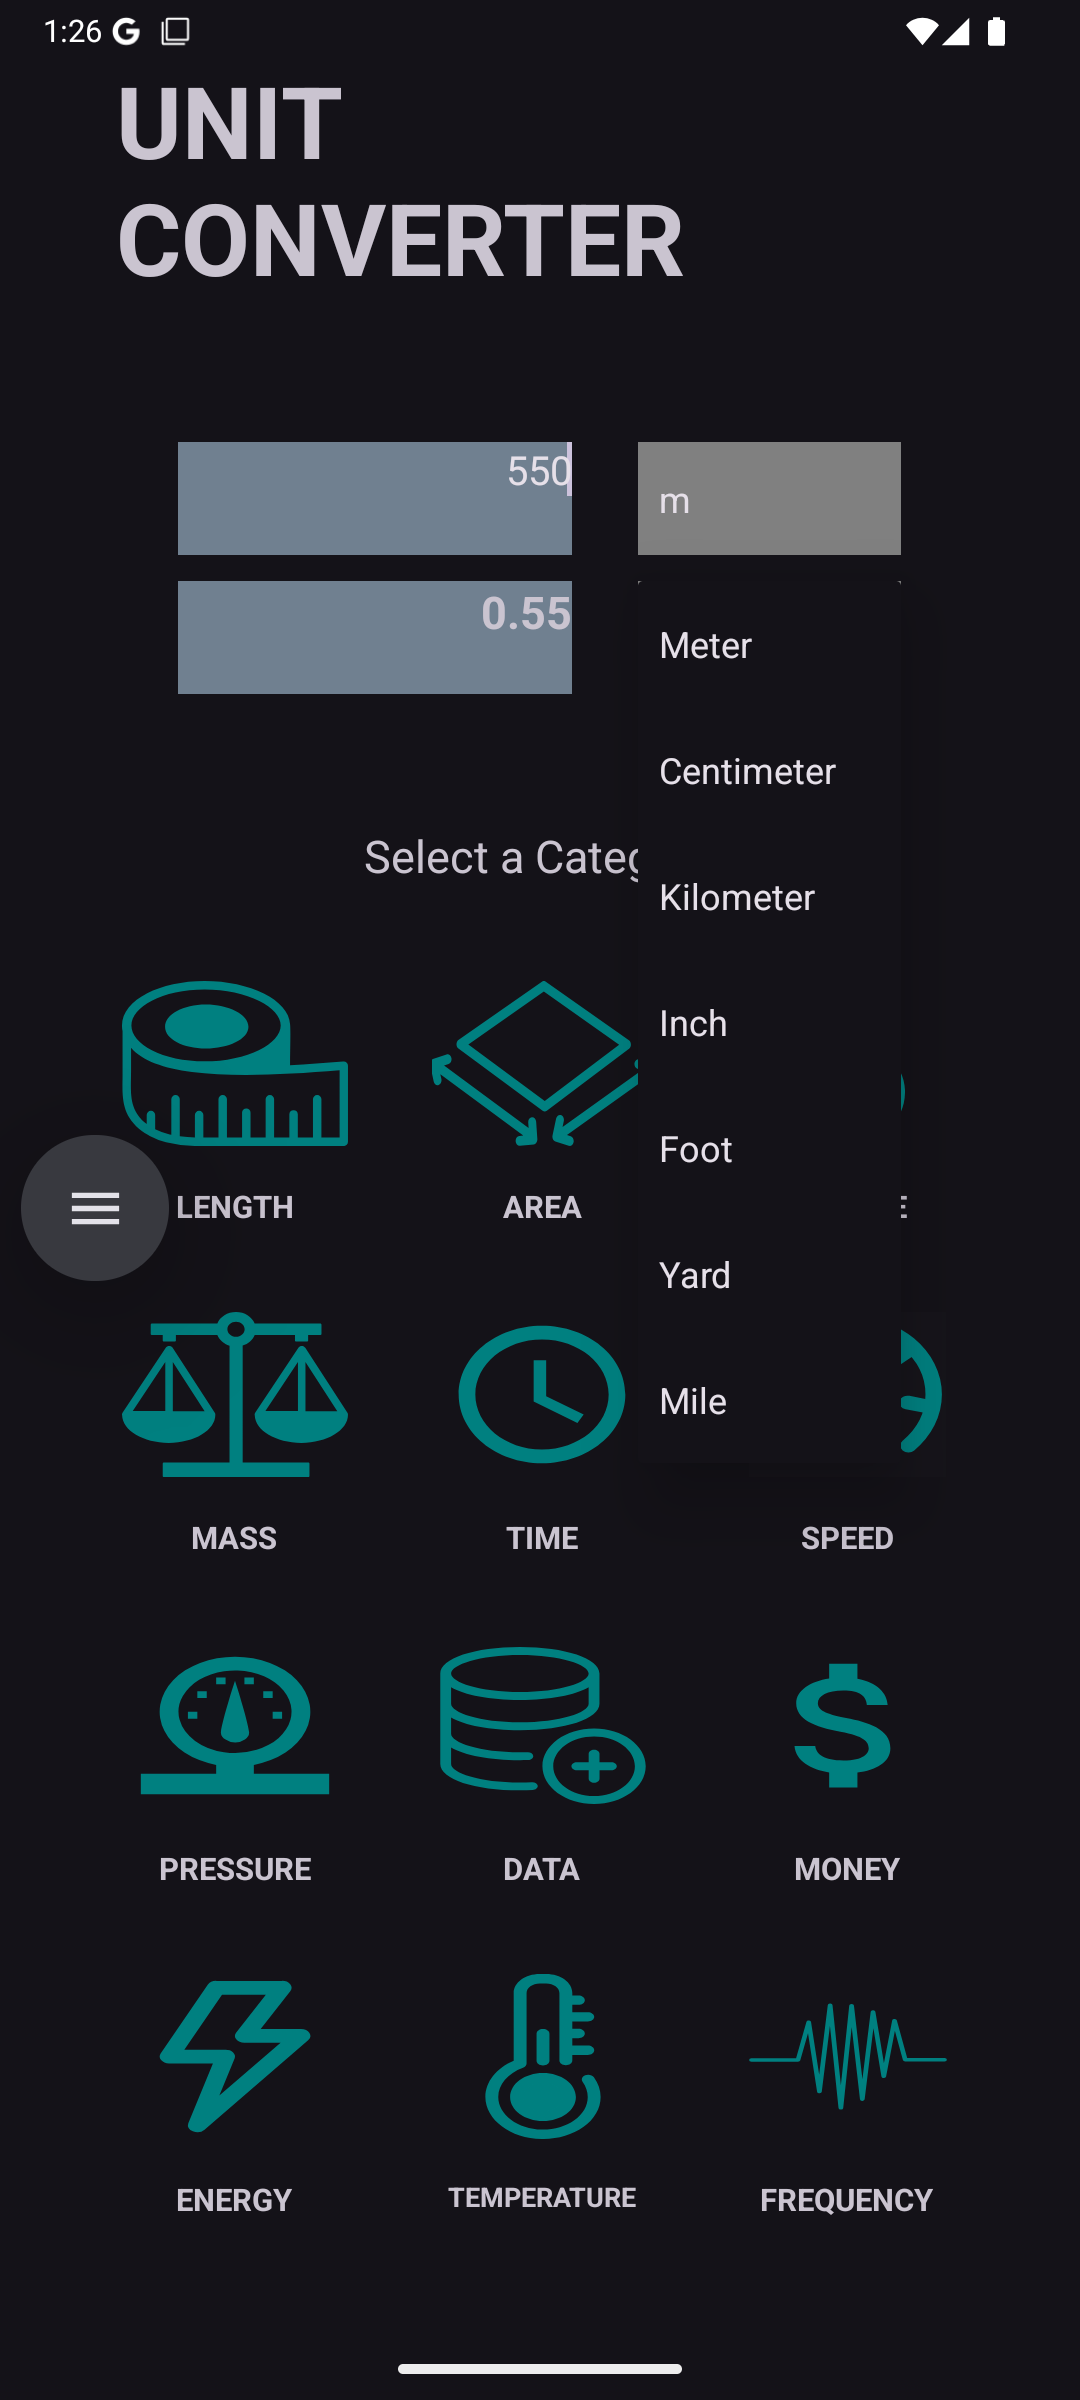 1:26
UNIT
CONVERTER
550
m
0.55
Meter
Centimeter
Select a Categ
Kilometer
Inch
Foot
LENGTH
AREA
E
Yard
Mile
MASS
TIME
SPEED
PRESSURE
DATA
MONEY
ENERGY
TEMPERATURE
FREQUENCY